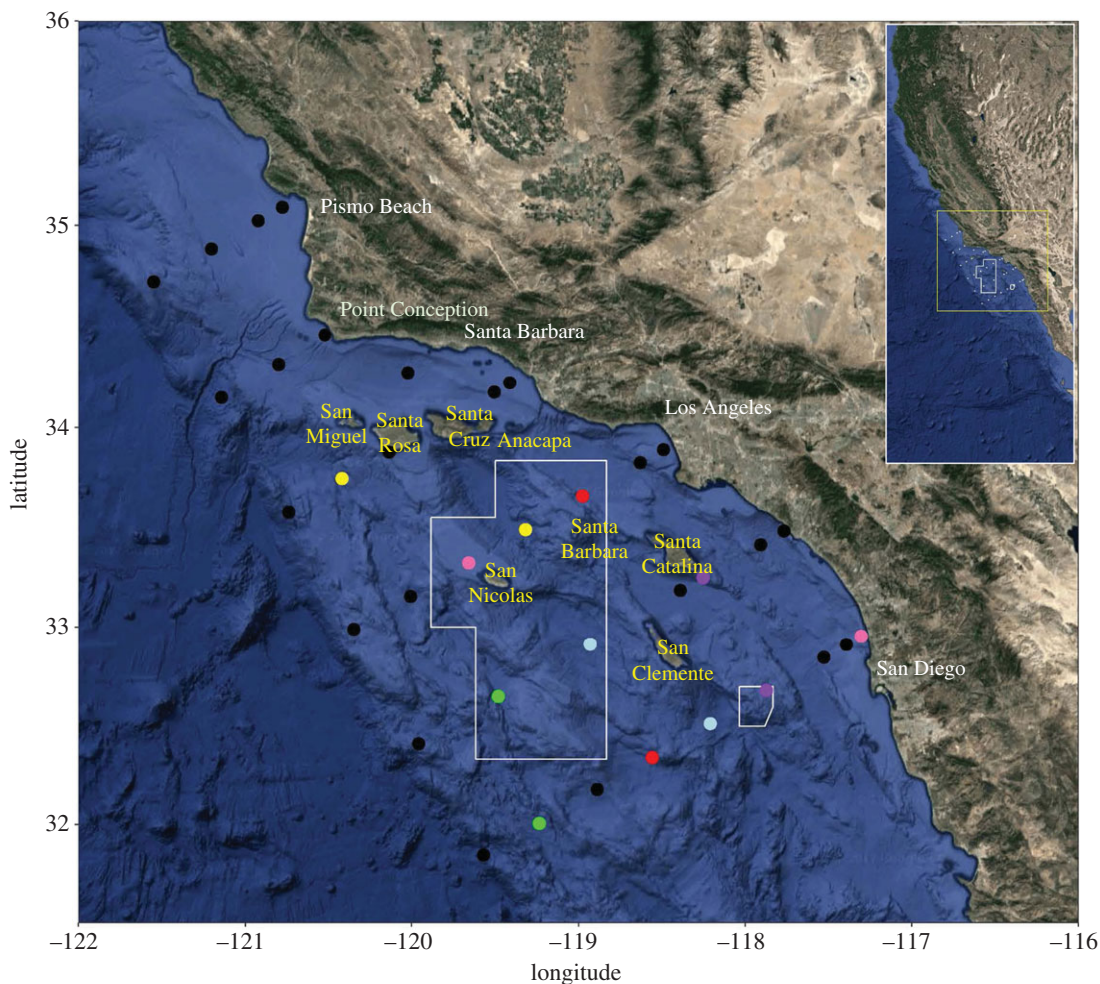 36
35
34
33
32
latitude
Pismo Beach
Point Conception
Santa Barbara
Los Angeles
San
Miguel
Santa
Rosa
Santa
Cruz
Anacapa
Santa
Barbara
Santa
Catalina
San
Nicolas
San
Clemente
San Diego
−122
−121
−120
−119
−118
−117
−116
longitude